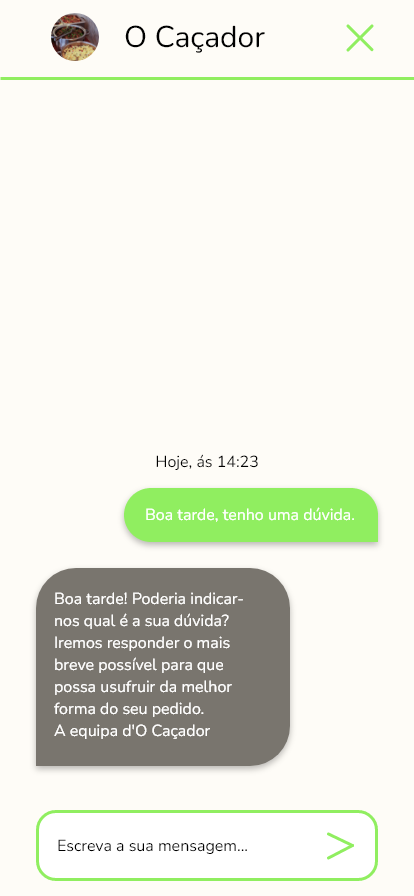 O Caçador
Hoje, ás 14:23
Boa tarde, tenho uma dúvida.
Boa tarde! Poderia indicar-
nos qual é a sua dúvida?
Iremos responder o mais
breve possível para que
possa usufruir da melhor
forma do seu pedido.
A equipa d'O Caçador
Escreva a sua mensagem...